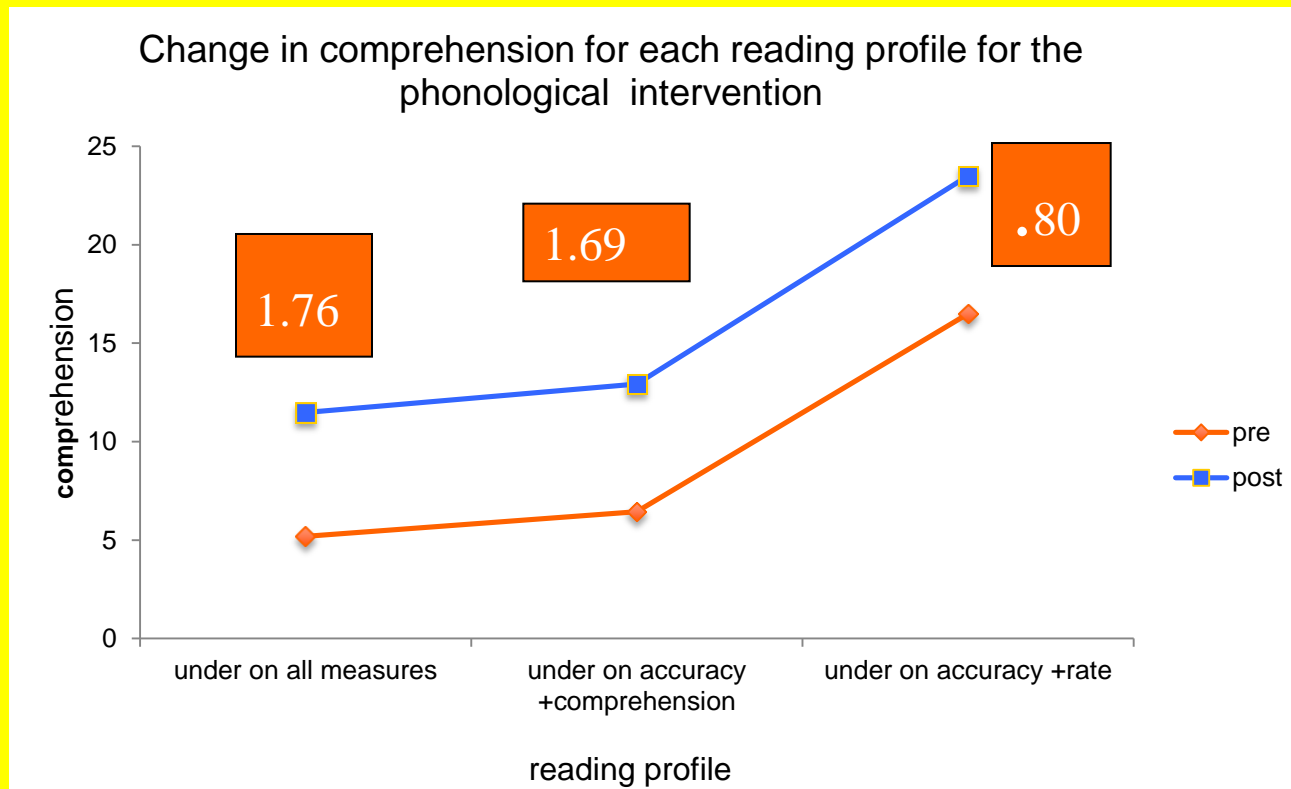 Change in comprehension for each reading profile for the
phonological intervention
25
20
15
10
5
0
comprehension
1.76
1.69
.80
under on all measures
under on accuracy
+comprehension
under on accuracy +rate
reading profile
pre
post